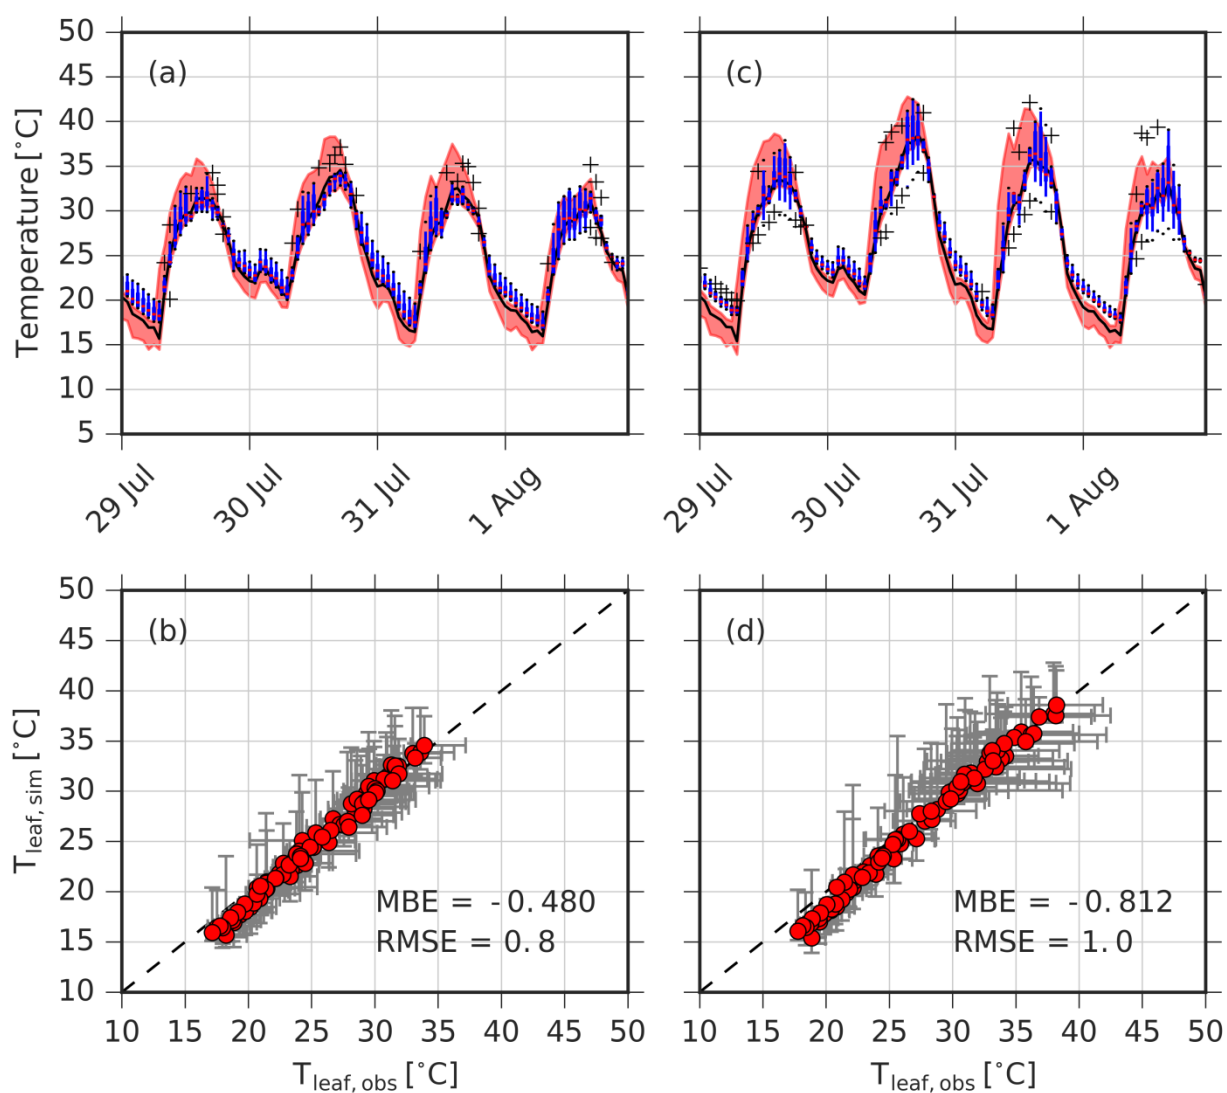 50
45
40
35
30
25
20
15
10
5
Temperature [°C]
(a)
29 Jul
30 Jul
31 Jul
1 Aug
(c)
29 Jul
30 Jul
31 Jul
1 Aug
50
45
40
35
30
25
20
15
10
T leaf, sim [°C]
(b)
MBE = -0.480
RMSE = 0.8
10 15 20 25 30 35 40 45 50
T leaf, obs [°C]
(d)
MBE = -0.812
RMSE = 1.0
10 15 20 25 30 35 40 45 50
T leaf, obs [°C]